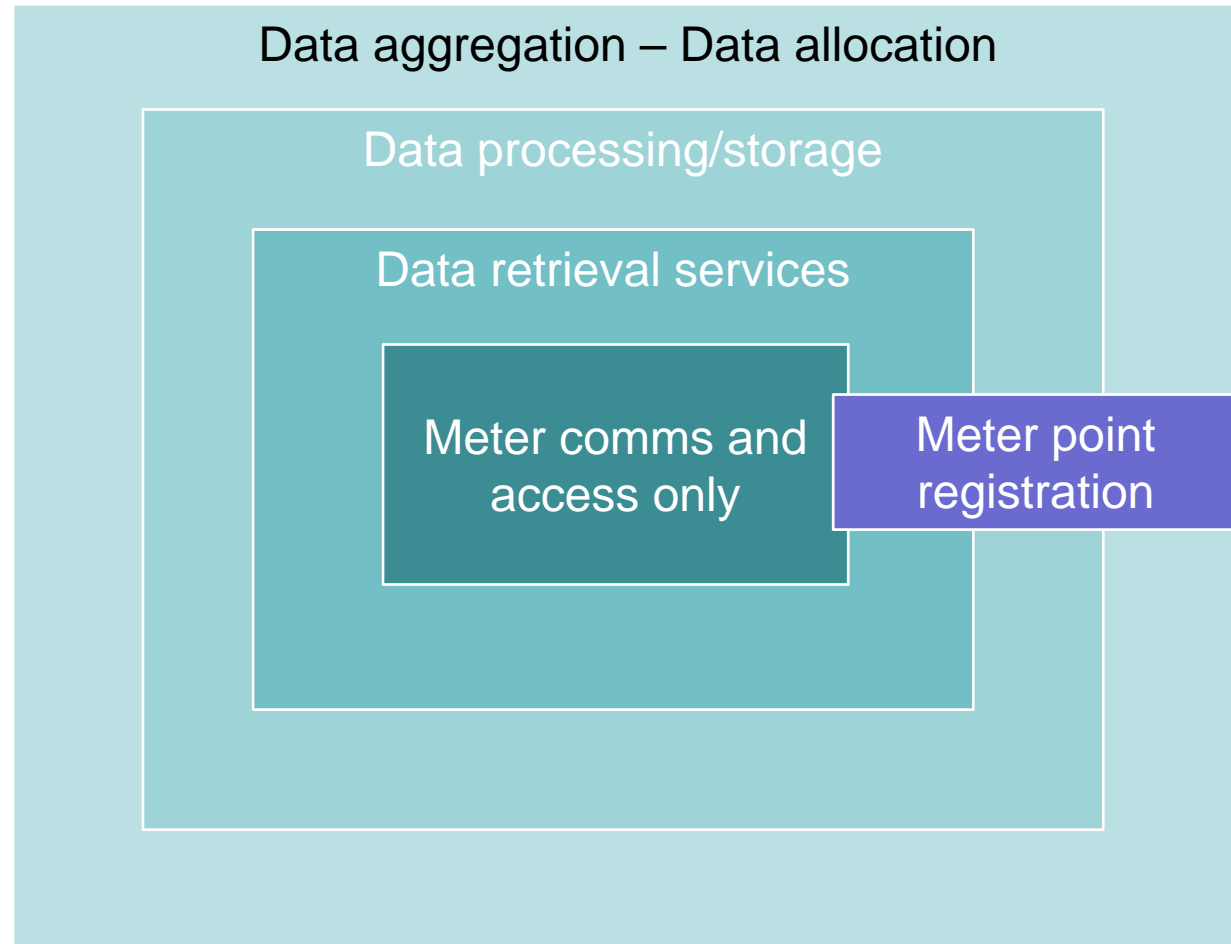 Data aggregation – Data allocation
Data processing/storage
Data retrieval services
Meter comms and
access only
Meter point
registration